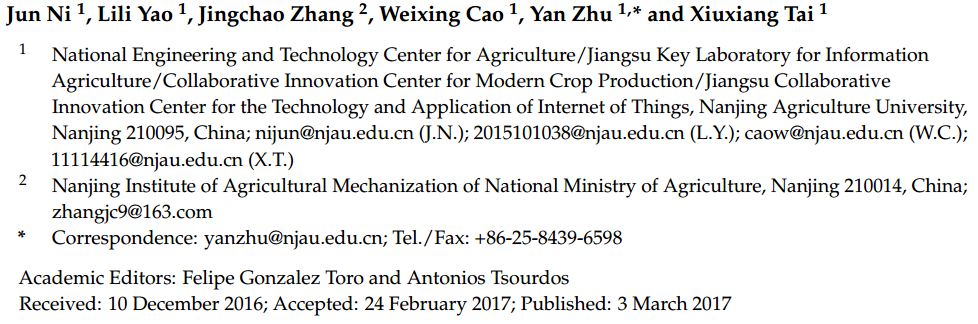 Jun Ni 1, Lili Yao 1, Jingchao Zhang 2, Weixing Cao 1, Yan Zhu 1,* and Xiuxiang Tai 1
1 National Engineering and Technology Center for Agriculture/Jiangsu Key Laboratory for Information
Agriculture/Collaborative Innovation Center for Modern Crop Production/Jiangsu Collaborative
Innovation Center for the Technology and Application of Internet of Things, Nanjing Agriculture University,
Nanjing 210095, China; nijun@njau.edu.cn (J.N.); 2015101038@njau.edu.cn (L.Y.); caow@njau.edu.cn (W.C.);
11114416@njau.edu.cn (X.T.)
2 Nanjing Institute of Agricultural Mechanization of National Ministry of Agriculture, Nanjing 210014, China;
zhangjc9@163.com
* Correspondence: yanzhu@njau.edu.cn; Tel./Fax: +86-25-8439-6598
Academic Editors: Felipe Gonzalez Toro and Antonios Tsourdos
Received: 10 December 2016; Accepted: 24 February 2017; Published: 3 March 2017